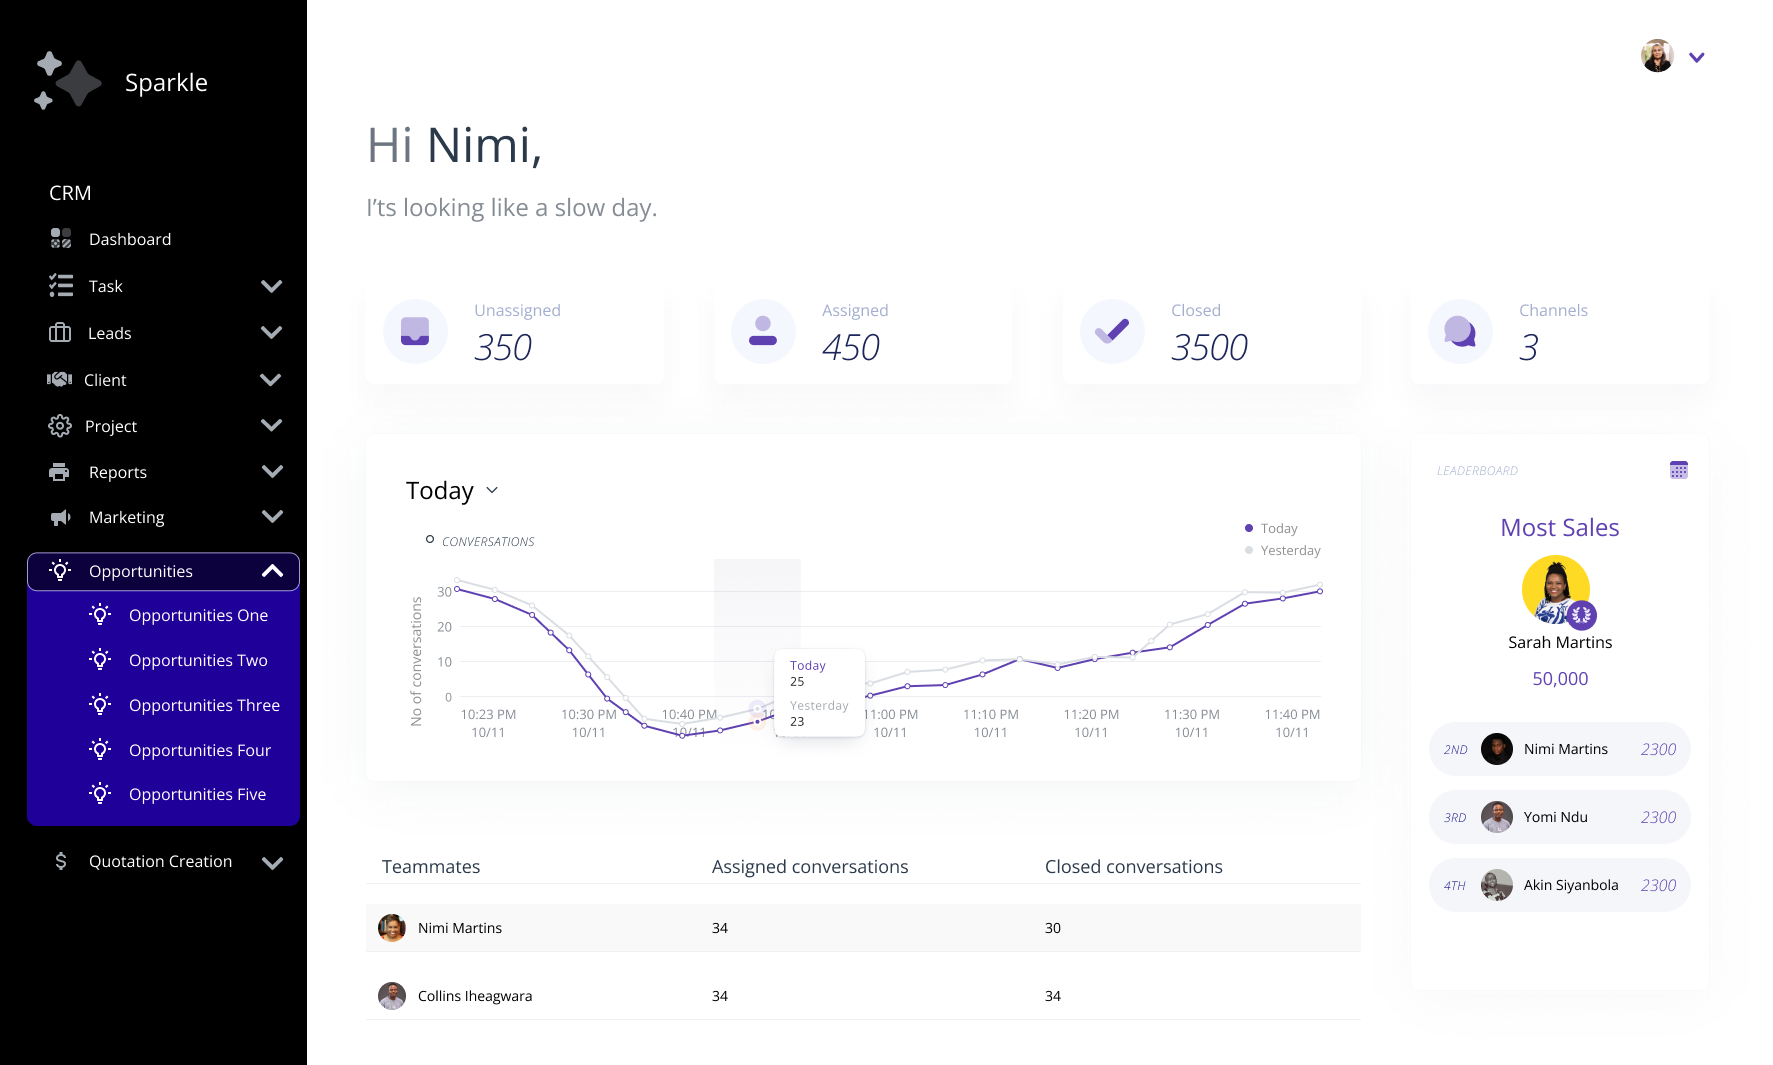 Sparkle
CRM
Dashboard
Task
Leads
Client
Project
Reports
Marketing
Opportunities
Opportunities One
Opportunities Two
Opportunities Three
Opportunities Four
Opportunities Five
$ Quotation Creation
Hi Nimi,
I'ts looking like a slow day.
Unassigned
350
Assigned
450
Closed
3500
Channels
3
Today
CONVERSATIONS
Today
Yesterday
No of conversations
30
20
10
0
10:23 PM
10/11
10:30 PM
10/11
10:40 PM
10/11
Today
25
Yesterday
23
11:00 PM
10/11
11:10 PM
10/11
11:20 PM
10/11
11:30 PM
10/11
11:40 PM
10/11
LEADERBOARD
Most Sales
Sarah Martins
50,000
2ND Nimi Martins 2300
3RD Yomi Ndu 2300
4TH Akin Siyanbola 2300
Teammates Assigned conversations Closed conversations
Nimi Martins 34 30
Collins Iheagwara 34 34